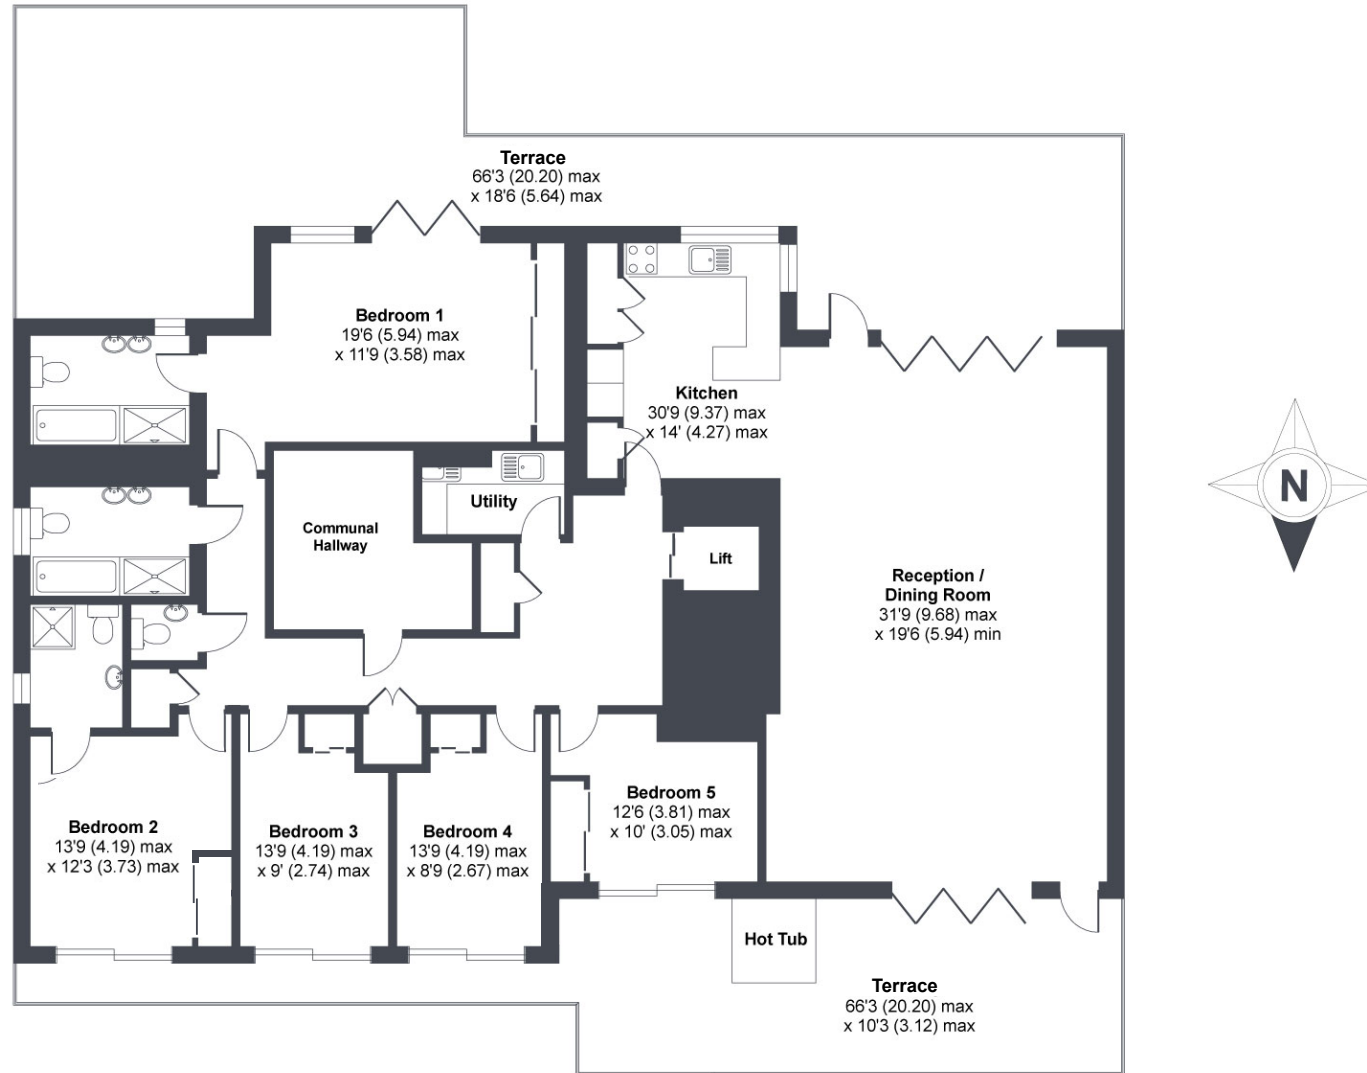 Terrace
66'3 (20.20) max
x 18'6 (5.64) max
Bedroom 1
19'6 (5.94) max
x 11'9 (3.58) max
Kitchen
30'9 (9.37) max
x 14' (4.27) max
Utility
Communal
Hallway
Lift
Reception /
Dining Room
31'9 (9.68) max
x 19'6 (5.94) min
N
Bedroom 2
13'9 (4.19) max
x 12'3 (3.73) max
Bedroom 3
13'9 (4.19) max
x 9' (2.74) max
Bedroom 4
13'9 (4.19) max
x 8'9 (2.67) max
Bedroom 5
12'6 (3.81) max
x 10' (3.05) max
Hot Tub
Terrace
66'3 (20.20) max
x 10'3 (3.12) max